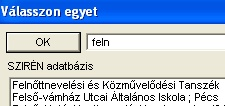 Válasszon egyet
OK feln
SZIRÉN adatbázis
Felnőttnevelési és Közművelődési Tanszék
Felső-vámház Utcai Általános Iskola ; Pécs